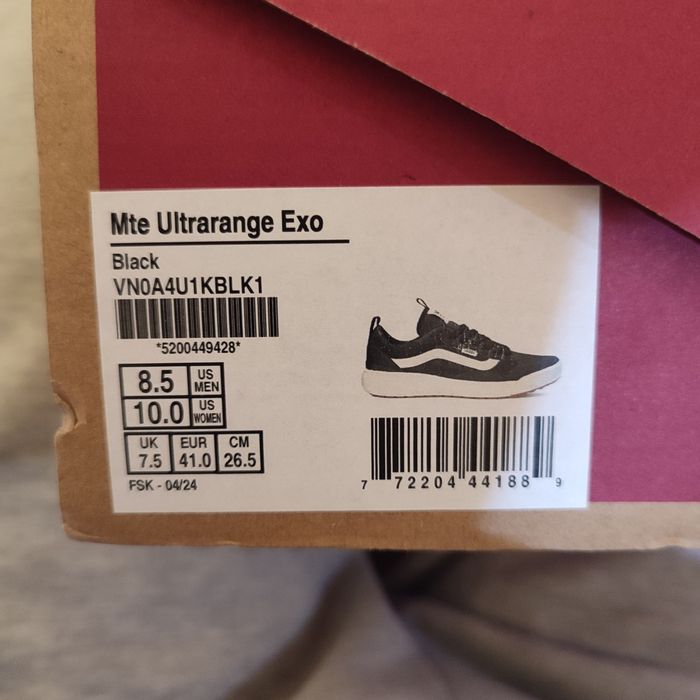 Mte Ultrarange Exo
Black
VN0A4U1KBLK1
*5200449428*
8.5 US MEN
10.0 US WOMEN
UK EUR CM
7.5 41.0 26.5
FSK - 04/24
7 72204 44188 9